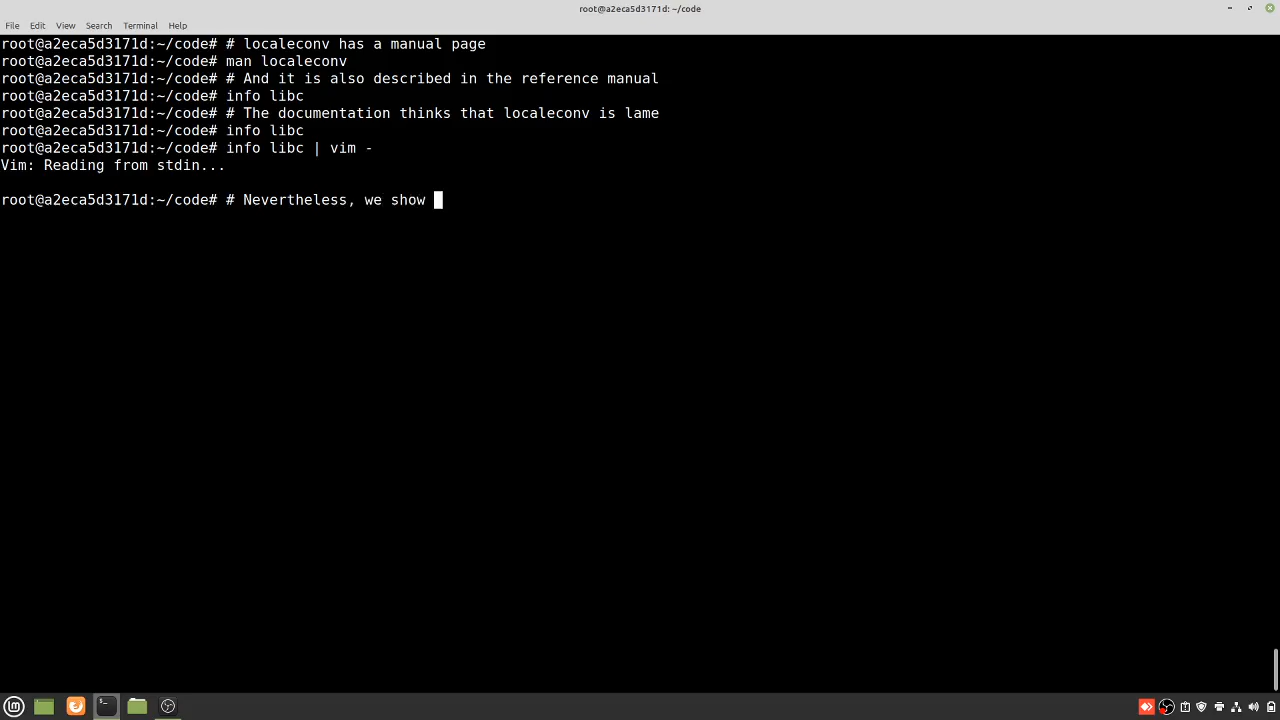 root@a2eca5d3171d: ~/code
File Edit View Search Terminal Help
root@a2eca5d3171d:~/code# # localeconv has a manual page
root@a2eca5d3171d:~/code# man localeconv
root@a2eca5d3171d:~/code# # And it is also described in the reference manual
root@a2eca5d3171d:~/code# info libc
root@a2eca5d3171d:~/code# # The documentation thinks that localeconv is lame
root@a2eca5d3171d:~/code# info libc
root@a2eca5d3171d:~/code# info libc | vim -
Vim: Reading from stdin...
root@a2eca5d3171d:~/code# # Nevertheless, we show